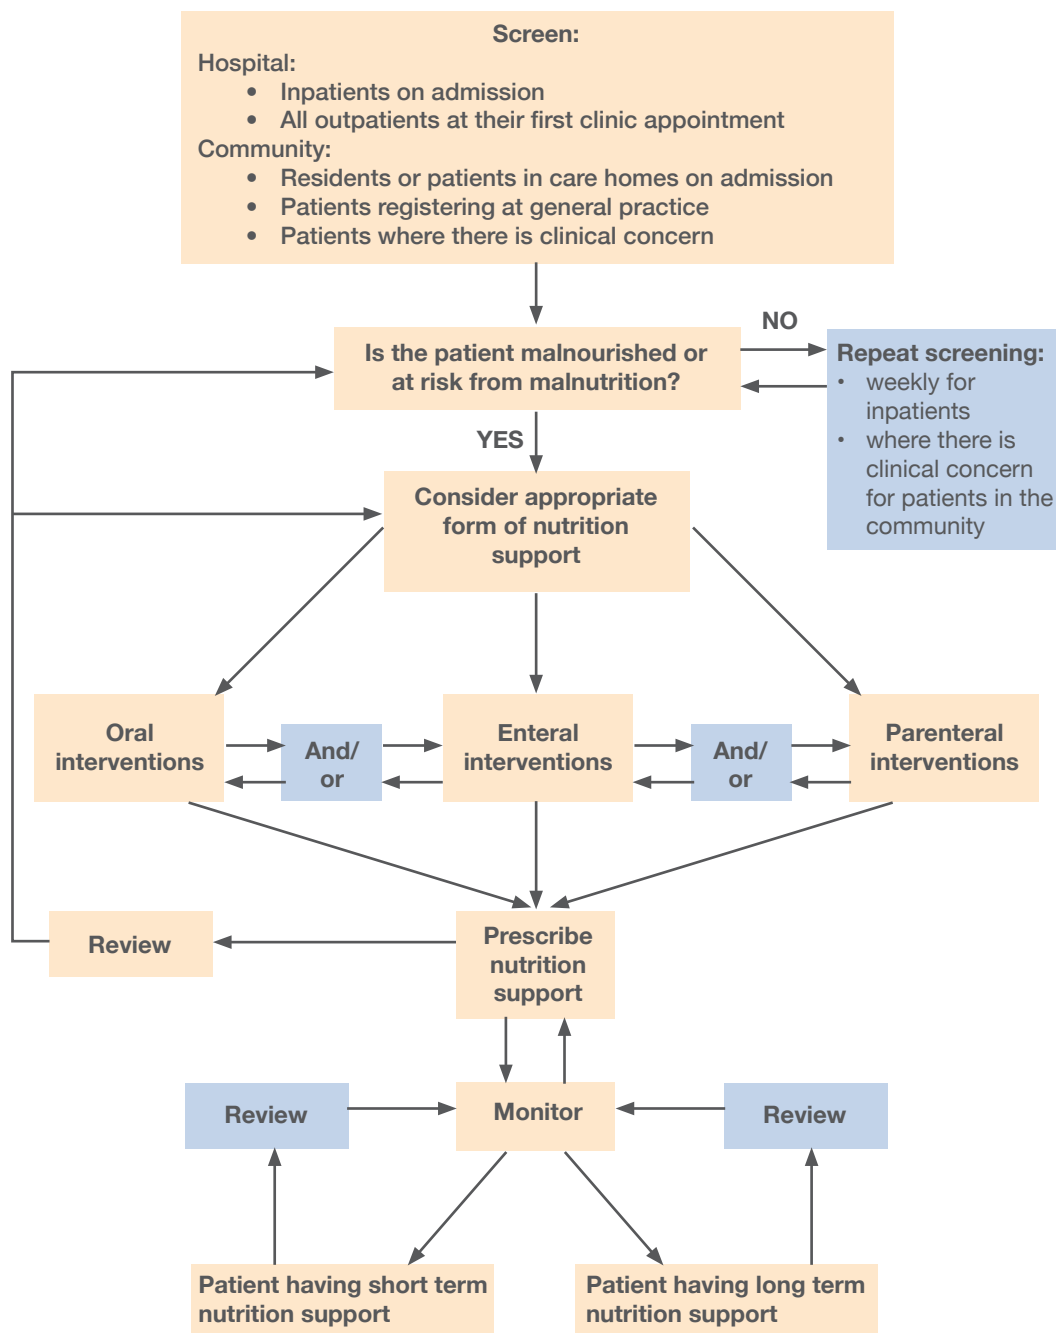 Screen:
Hospital:
• Inpatients on admission
• All outpatients at their first clinic appointment
Community:
• Residents or patients in care homes on admission
• Patients registering at general practice
• Patients where there is clinical concern
Is the patient malnourished or
at risk from malnutrition?
NO
Repeat screening:
• weekly for
inpatients
• where there is
clinical concern
for patients in the
community
YES
Consider appropriate
form of nutrition
support
Oral
interventions
And/
or
Enteral
interventions
And/
or
Parenteral
interventions
Review
Prescribe
nutrition
support
Review
Monitor
Review
Patient having short term
nutrition support
Patient having long term
nutrition support